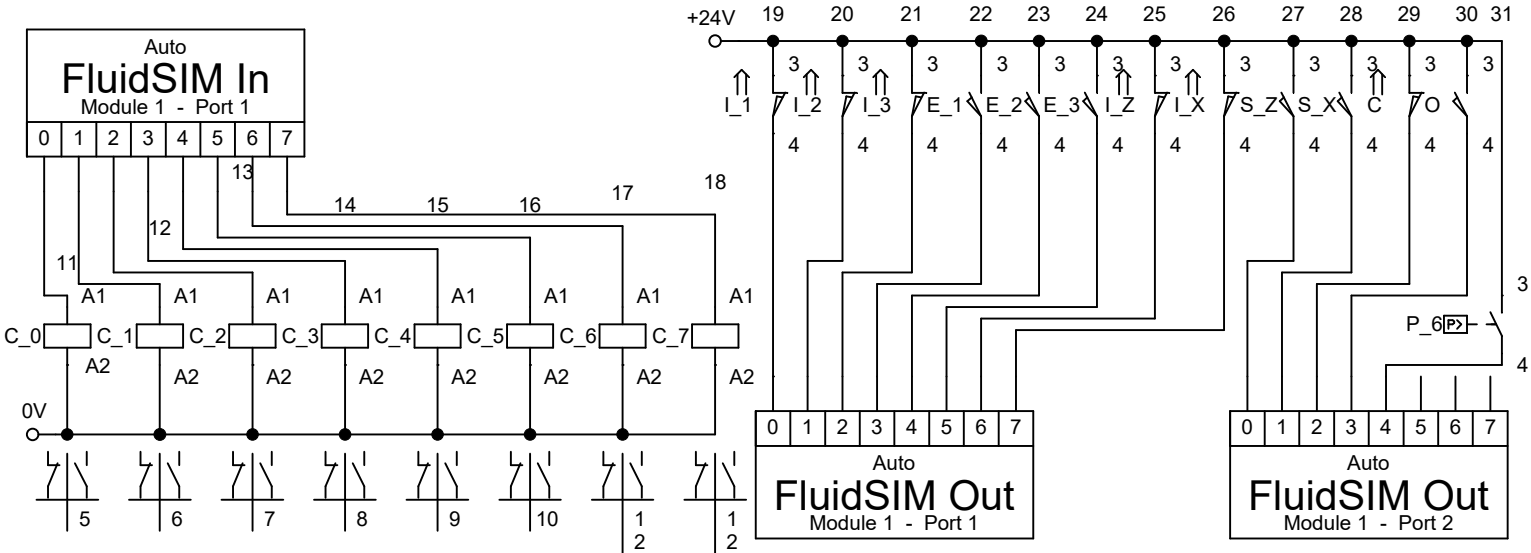 +24V 19 20 21 22 23 24 25 26 27 28 29 30 31
Auto
FluidSIM In
Module 1 - Port 1
0 1 2 3 4 5 6 7
3 3 3 3 3 3 3 3 3 3 3 3
I_1 I_2 I_3 E_1 E_2 E_3 I_Z I_X S_Z S_X C O
4 4 4 4 4 4 4 4 4 4 4 4
13
14 15 16 17 18
12
11
A1 A1 A1 A1 A1 A1 A1 A1
3
C_0 C_1 C_2 C_3 C_4 C_5 C_6 C_7
P_6 P>
A2 A2 A2 A2 A2 A2 A2 A2
4
0V
0 1 2 3 4 5 6 7
Auto
FluidSIM Out
Module 1 - Port 1
0 1 2 3 4 5 6 7
Auto
FluidSIM Out
Module 1 - Port 2
5 6 7 8 9 10 1 1
2 2